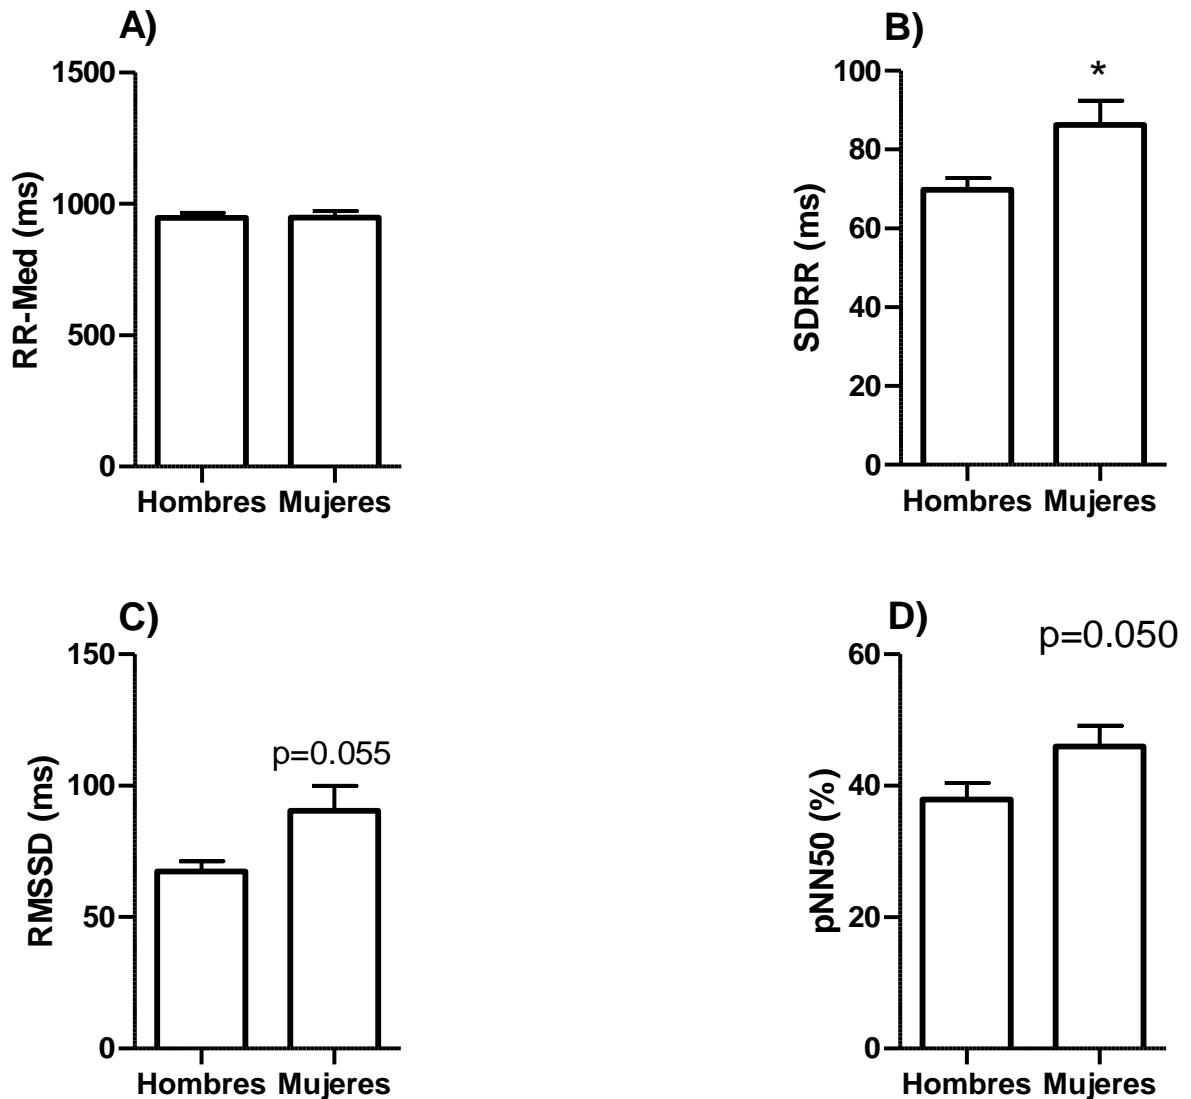 A)
RR-Med (ms)
1500
1000
500
0
Hombres Mujeres
B)
*
SDRR (ms)
100
80
60
40
20
0
Hombres Mujeres
C)
p=0.055
RMSSD (ms)
150
100
50
0
Hombres Mujeres
D)
p=0.050
pNN50 (%)
60
40
20
0
Hombres Mujeres